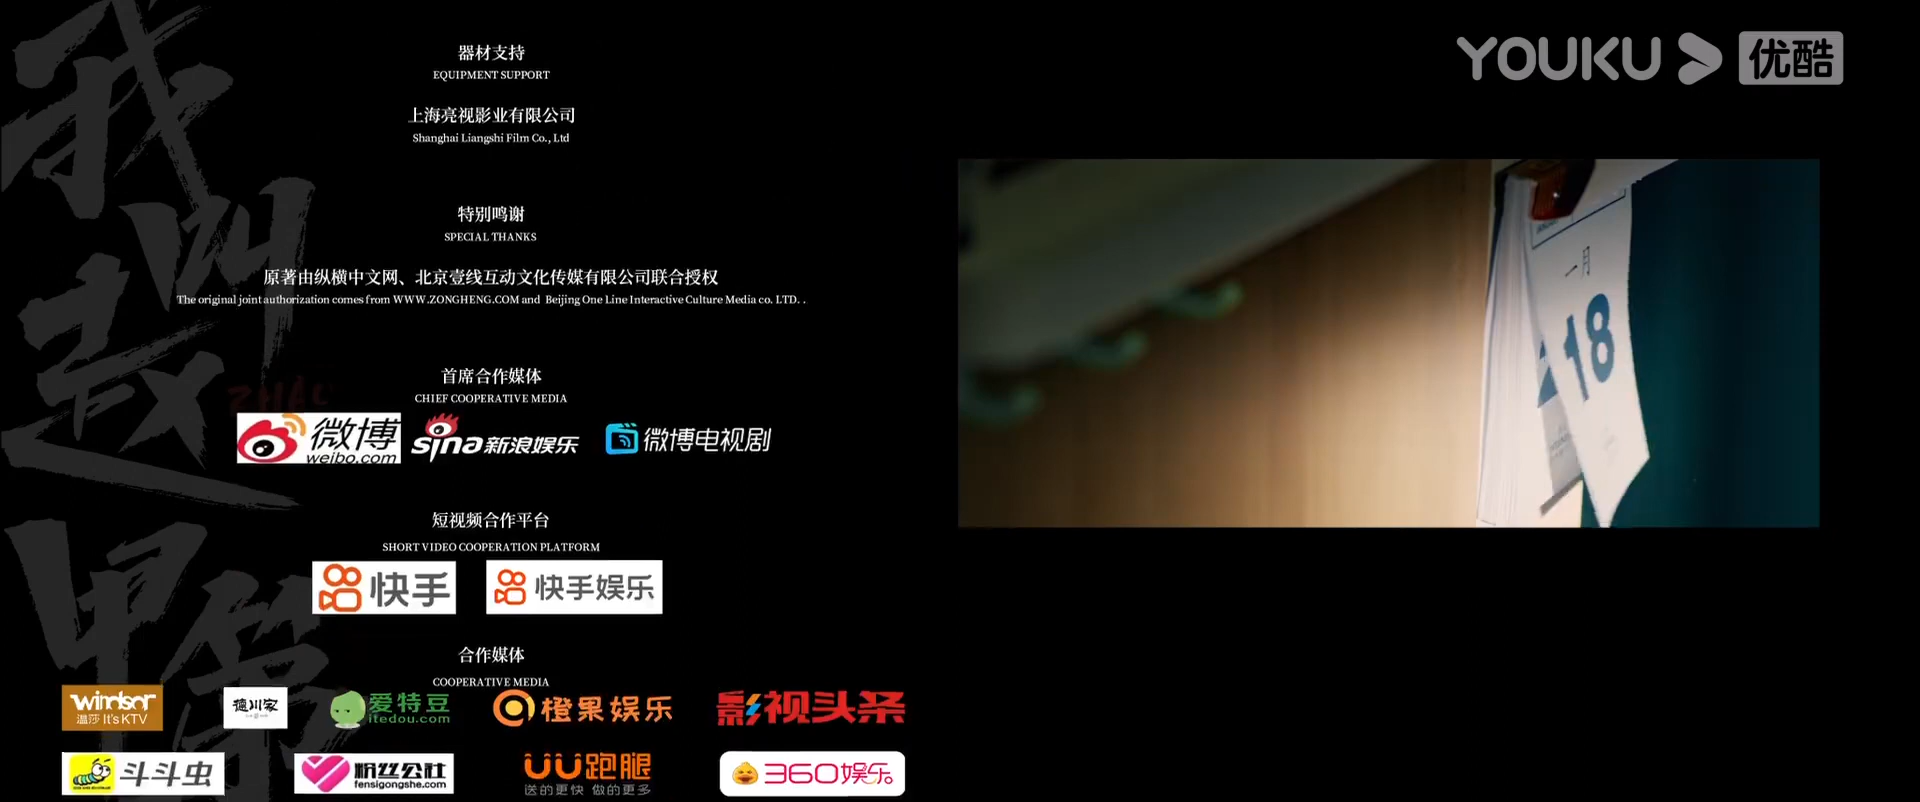 YOUKU 优酷
器材支持
EQUIPMENT SUPPORT
上海亮视影业有限公司
Shanghai Liangshi Film Co., Ltd
特别鸣谢
SPECIAL THANKS
原著由纵横中文网、北京壹线互动文化传媒有限公司联合授权
The original joint authorization comes from WWW.ZONGHENG.COM and Beijing One Line Interactive Culture Media co. LTD. .
首席合作媒体
CHIEF COOPERATIVE MEDIA
微博
weibo.com
sina新浪娱乐
微博电视剧
短视频合作平台
SHORT VIDEO COOPERATION PLATFORM
快手
快手娱乐
合作媒体
COOPERATIVE MEDIA
windsor
温莎 It's KTV
德川家
爱特豆
itedou.com
橙果娱乐
影视头条
斗斗虫
粉丝公社
fensigongshe.com
UU跑腿
送的更快 做的更多
360娱乐
我叫赵甲第
一月
18